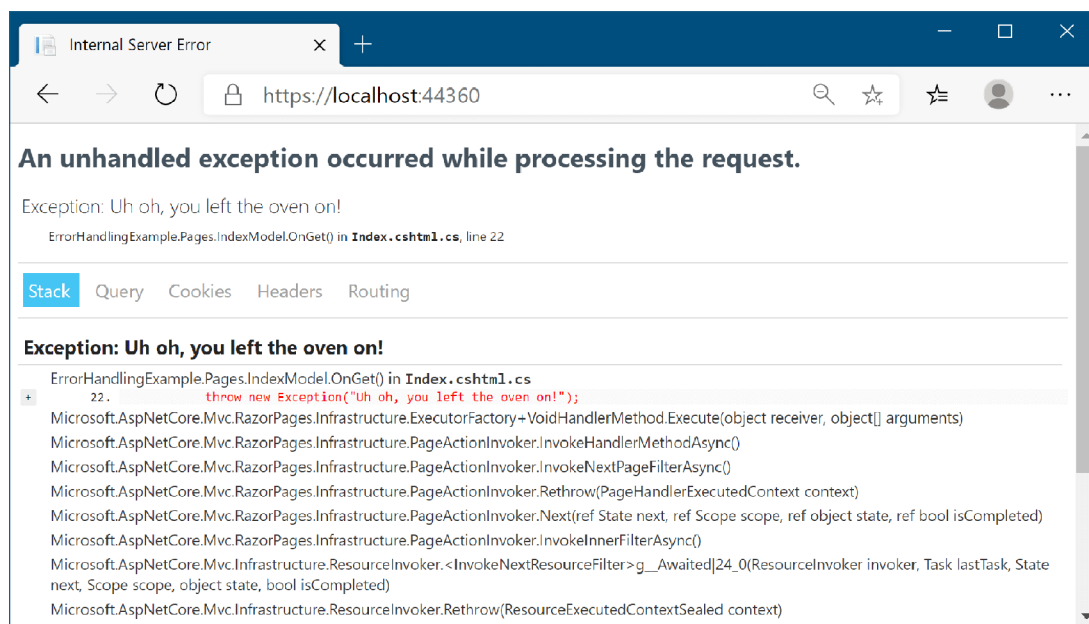 Internal Server Error
https://localhost:44360
An unhandled exception occurred while processing the request.
Exception: Uh oh, you left the oven on!
ErrorHandlingExample.Pages.IndexModel.OnGet() in Index.cshtml.cs, line 22
Stack Query Cookies Headers Routing
Exception: Uh oh, you left the oven on!
ErrorHandlingExample.Pages.IndexModel.OnGet() in Index.cshtml.cs
+ 22. throw new Exception("Uh oh, you left the oven on!");
Microsoft.AspNetCore.Mvc.RazorPages.Infrastructure.ExecutorFactory+VoidHandlerMethod.Execute(object receiver, object[] arguments)
Microsoft.AspNetCore.Mvc.RazorPages.Infrastructure.PageActionInvoker.InvokeHandlerMethodAsync()
Microsoft.AspNetCore.Mvc.RazorPages.Infrastructure.PageActionInvoker.InvokeNextPageFilterAsync()
Microsoft.AspNetCore.Mvc.RazorPages.Infrastructure.PageActionInvoker.Rethrow(PageHandlerExecutedContext context)
Microsoft.AspNetCore.Mvc.RazorPages.Infrastructure.PageActionInvoker.Next(ref State next, ref Scope scope, ref object state, ref bool isCompleted)
Microsoft.AspNetCore.Mvc.RazorPages.Infrastructure.PageActionInvoker.InvokeInnerFilterAsync()
Microsoft.AspNetCore.Mvc.Infrastructure.ResourceInvoker.<InvokeNextResourceFilter>g__Awaited|24_0(ResourceInvoker invoker, Task lastTask, State
next, Scope scope, object state, bool isCompleted)
Microsoft.AspNetCore.Mvc.Infrastructure.ResourceInvoker.Rethrow(ResourceExecutedContextSealed context)